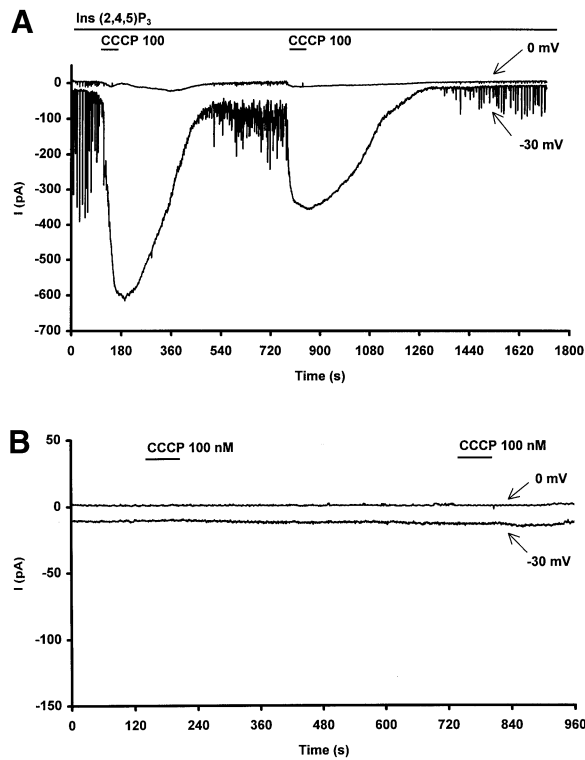 A
Ins (2,4,5)P3
CCCP 100 CCCP 100
0 mV
0
-100
-200
-300
-400
-500
-600
-700
I (pA)
-30 mV
0 180 360 540 720 900 1080 1260 1440 1620 1800
Time (s)
B
50
0
-50
-100
-150
I (pA)
CCCP 100 nM CCCP 100 nM
0 mV
-30 mV
0 120 240 360 480 600 720 840 960
Time (s)